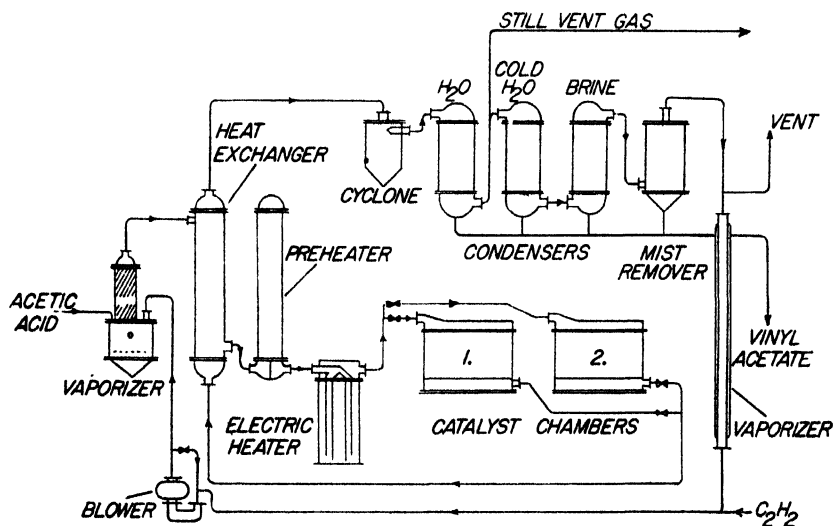 STILL VENT GAS
H2O
COLD
H2O
BRINE
VENT
HEAT
EXCHANGER
CYCLONE
PREHEATER
CONDENSERS
MIST
REMOVER
ACETIC
ACID
VAPORIZER
1.
2.
VINYL
ACETATE
ELECTRIC
HEATER
CATALYST CHAMBERS
VAPORIZER
BLOWER
C2H2